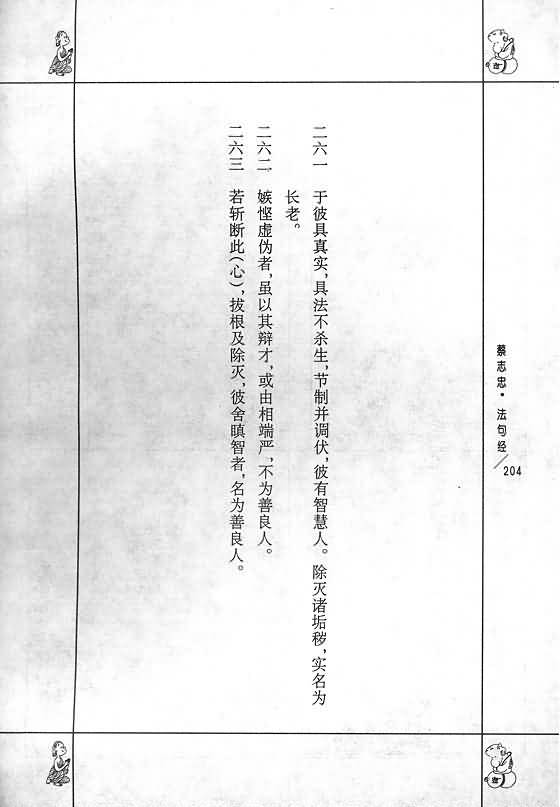 二六一 于彼具真实，具法不杀生，节制并调伏，彼有智慧人。除灭诸垢秽，实名为
长老。
二六二 嫉悭虚伪者，虽以其辩才，或由相端严，不为善良人。
二六三 若斩断此（心），拔根及除灭，彼舍瞋智者，名为善良人。
蔡志忠·法句经／204